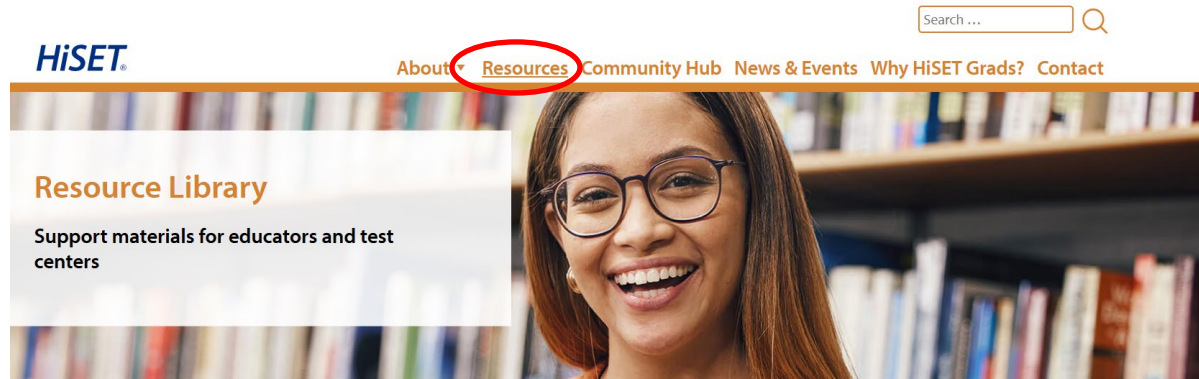 Search ...
HiSET®
About Resources Community Hub News & Events Why HiSET Grads? Contact
Resource Library
Support materials for educators and test
centers